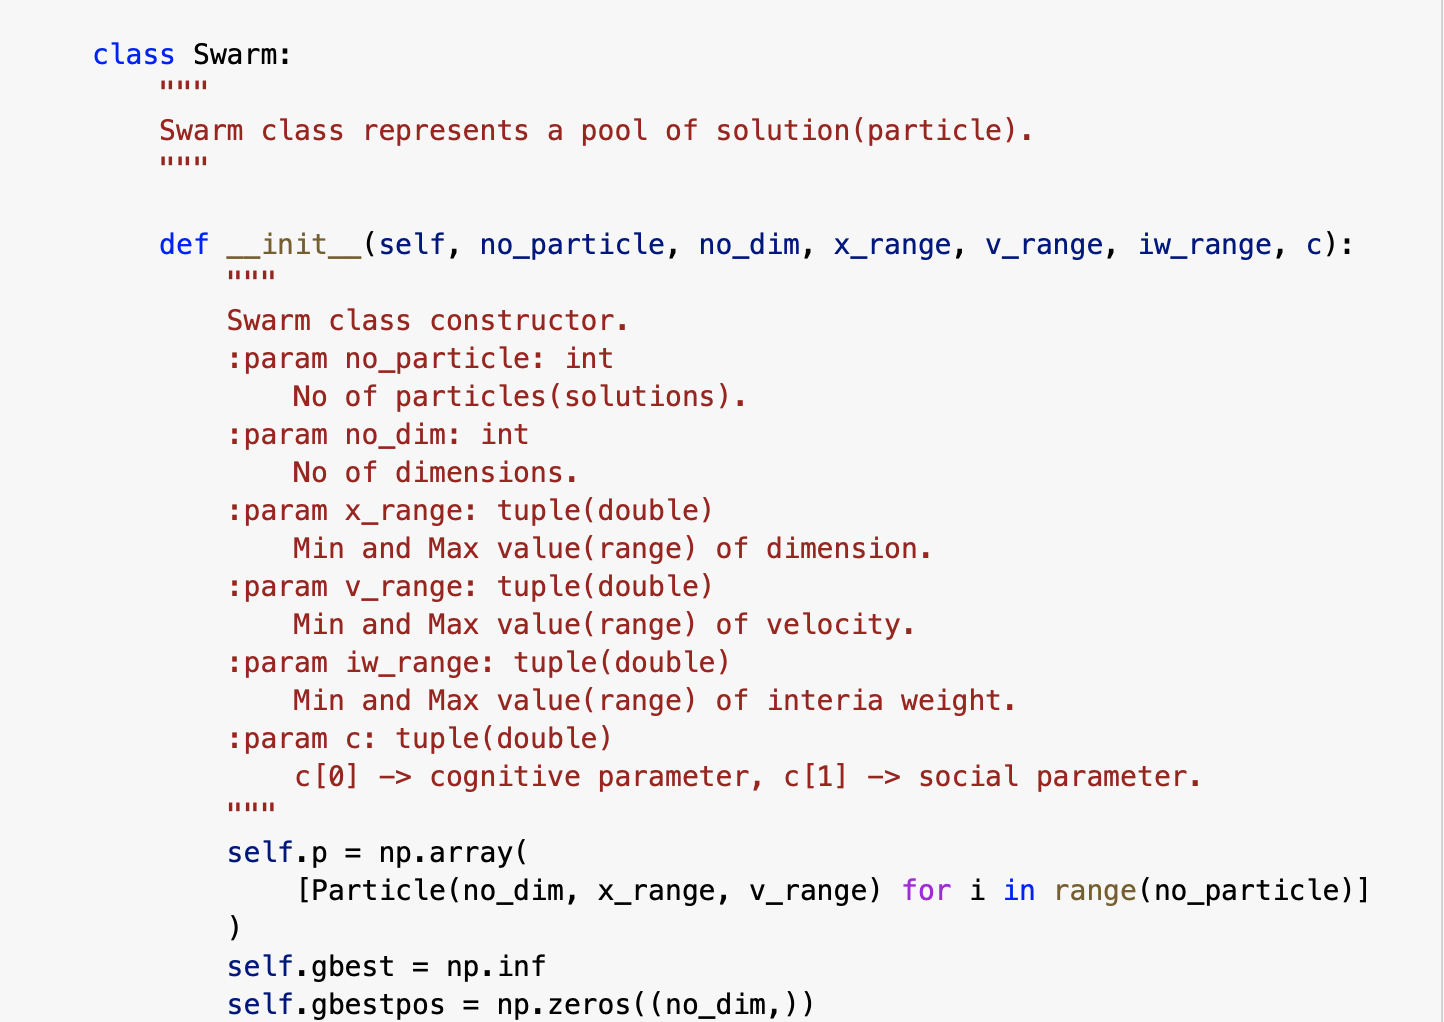 class Swarm:
"""
Swarm class represents a pool of solution(particle).
"""
def __init__(self, no_particle, no_dim, x_range, v_range, iw_range, c):
"""
Swarm class constructor.
:param no_particle: int
No of particles(solutions).
:param no_dim: int
No of dimensions.
:param x_range: tuple(double)
Min and Max value(range) of dimension.
:param v_range: tuple(double)
Min and Max value(range) of velocity.
:param iw_range: tuple(double)
Min and Max value(range) of interia weight.
:param c: tuple(double)
c[0] -> cognitive parameter, c[1] -> social parameter.
"""
self.p = np.array(
[Particle(no_dim, x_range, v_range) for i in range(no_particle)]
)
self.gbest = np.inf
self.gbestpos = np.zeros((no_dim,))